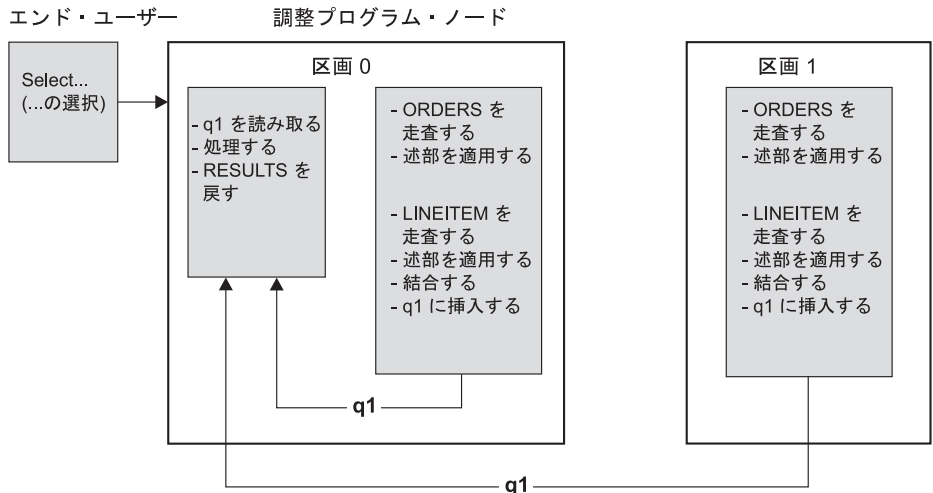 エンド・ユーザー
調整プログラム・ノード
Select...
(...の選択)
区画 0
- q1 を読み取る
- 処理する
- RESULTS を
戻す
- ORDERS を
走査する
- 述部を適用する
- LINEITEM を
走査する
- 述部を適用する
- 結合する
- q1 に挿入する
q1
区画 1
- ORDERS を
走査する
- 述部を適用する
- LINEITEM を
走査する
- 述部を適用する
- 結合する
- q1 に挿入する
q1